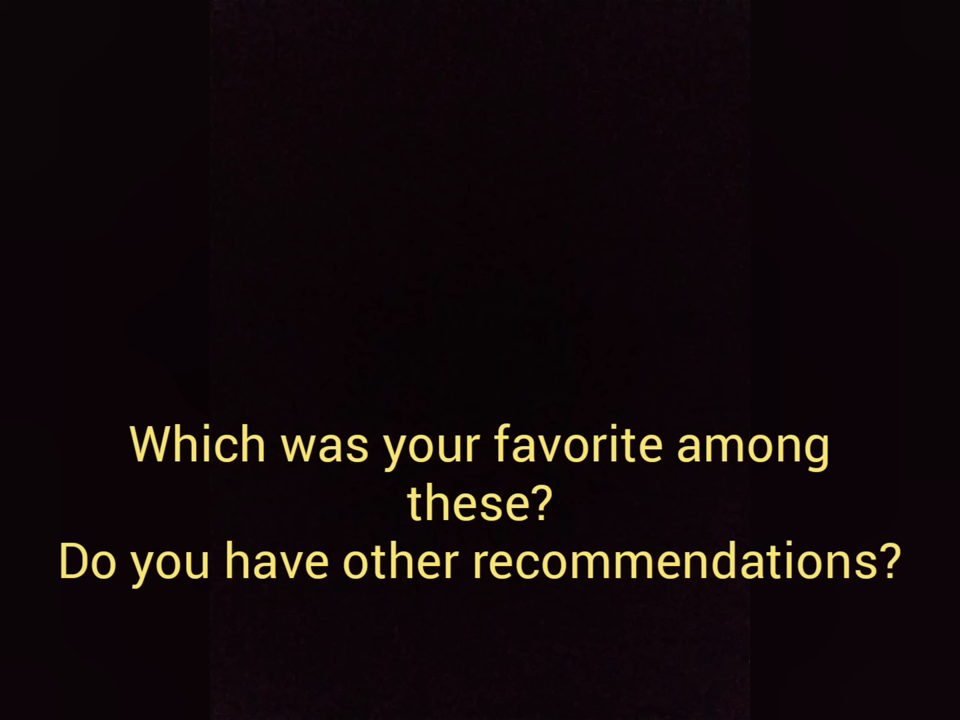 Which was your favorite among
these?
Do you have other recommendations?